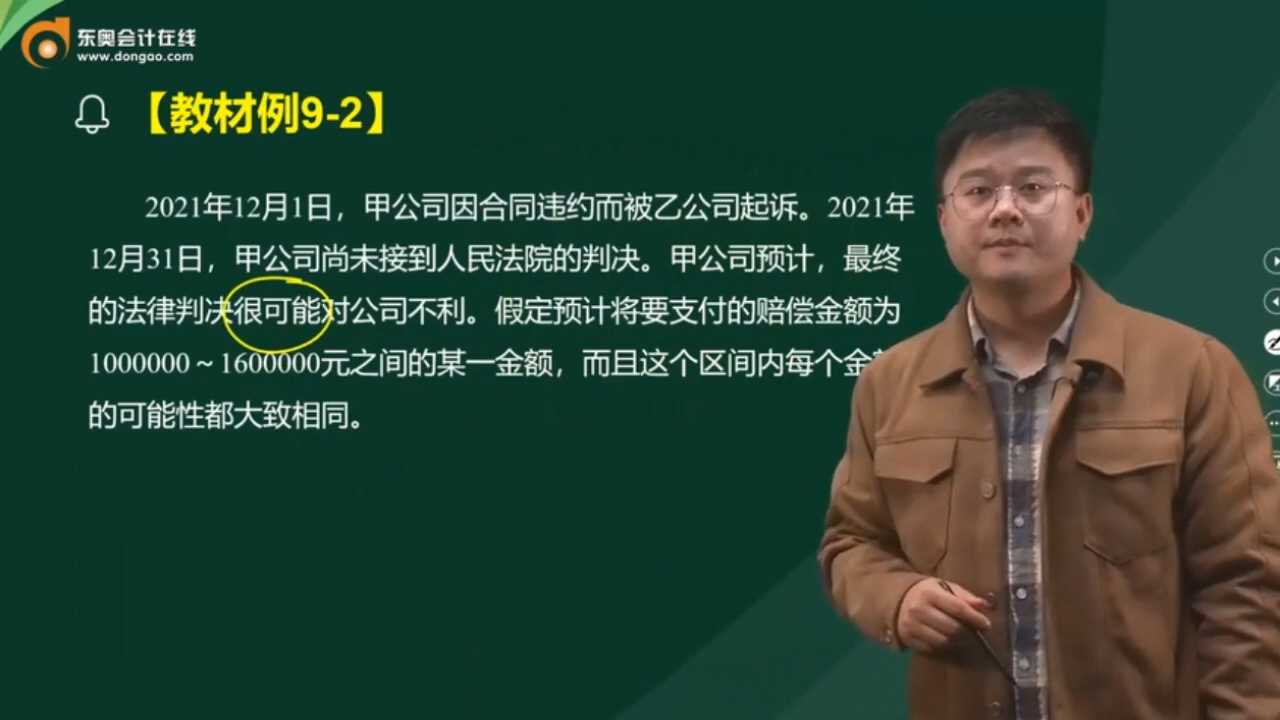 东奥会计在线
www.dongao.com
【教材例9-2】
2021年12月1日，甲公司因合同违约而被乙公司起诉。2021年
12月31日，甲公司尚未接到人民法院的判决。甲公司预计，最终
的法律判决很可能对公司不利。假定预计将要支付的赔偿金额为
1000000～1600000元之间的某一金额，而且这个区间内每个金
的可能性都大致相同。